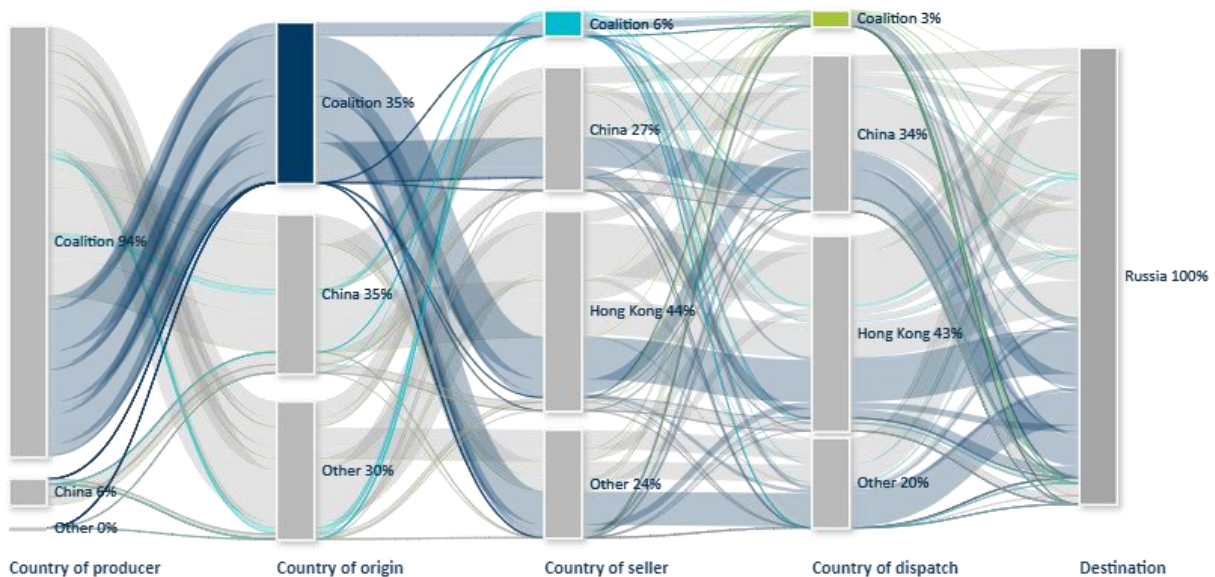 Coalition 94%
China 6%
Other 0%
Coalition 35%
China 35%
Other 30%
Coalition 6%
China 27%
Hong Kong 44%
Other 24%
Coalition 3%
China 34%
Hong Kong 43%
Other 20%
Russia 100%
Country of producer
Country of origin
Country of seller
Country of dispatch
Destination